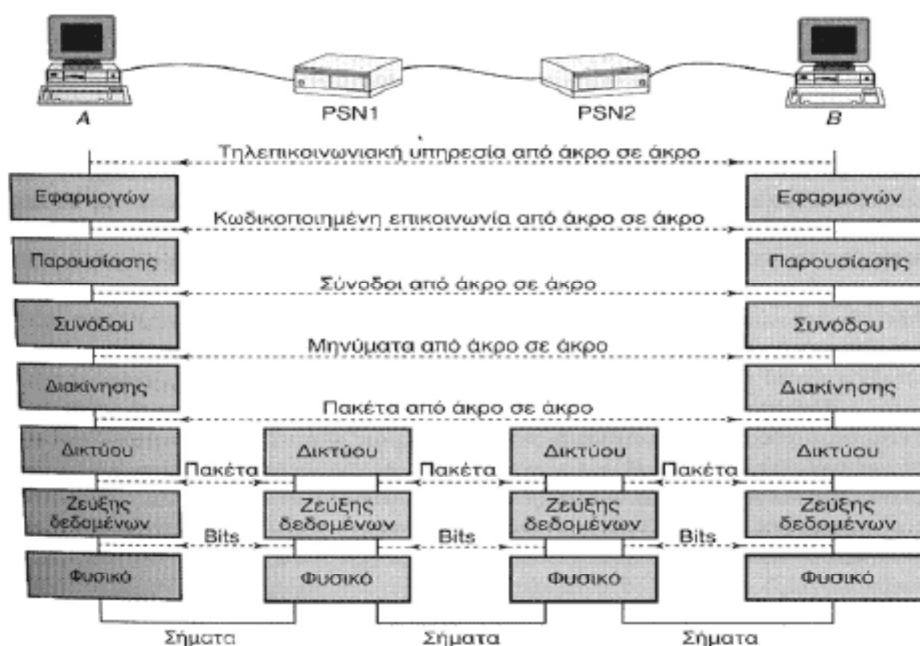 A PSN1 PSN2 B
Τηλεπικοινωνιακή υπηρεσία από άκρο σε άκρο
Εφαρμογών Εφαρμογών
Κωδικοποιημένη επικοινωνία από άκρο σε άκρο
Παρουσίασης Παρουσίασης
Σύνοδοι από άκρο σε άκρο
Συνόδου Συνόδου
Μηνύματα από άκρο σε άκρο
Διακίνησης Διακίνησης
Πακέτα από άκρο σε άκρο
Δικτύου Δικτύου Δικτύου Δικτύου
Πακέτα Πακέτα Πακέτα
Ζεύξης Ζεύξης Ζεύξης Ζεύξης
δεδομένων δεδομένων δεδομένων δεδομένων
Bits Bits Bits
Φυσικό Φυσικό Φυσικό Φυσικό
Σήματα Σήματα Σήματα